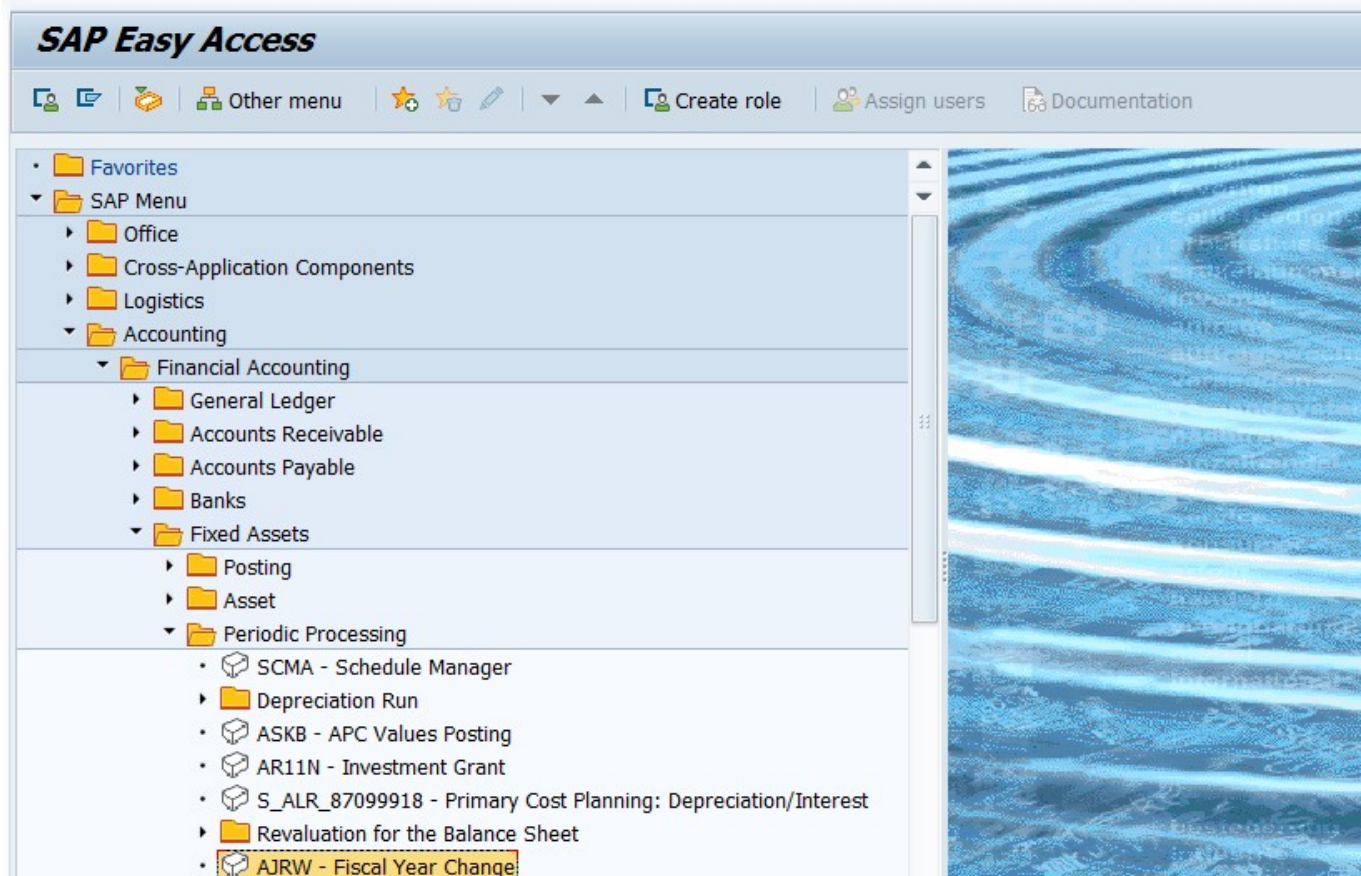 SAP Easy Access
Other menu Create role Assign users Documentation
Favorites
SAP Menu
Office
Cross-Application Components
Logistics
Accounting
Financial Accounting
General Ledger
Accounts Receivable
Accounts Payable
Banks
Fixed Assets
Posting
Asset
Periodic Processing
SCMA - Schedule Manager
Depreciation Run
ASKB - APC Values Posting
AR11N - Investment Grant
S_ALR_87099918 - Primary Cost Planning: Depreciation/Interest
Revaluation for the Balance Sheet
AJRW - Fiscal Year Change
international